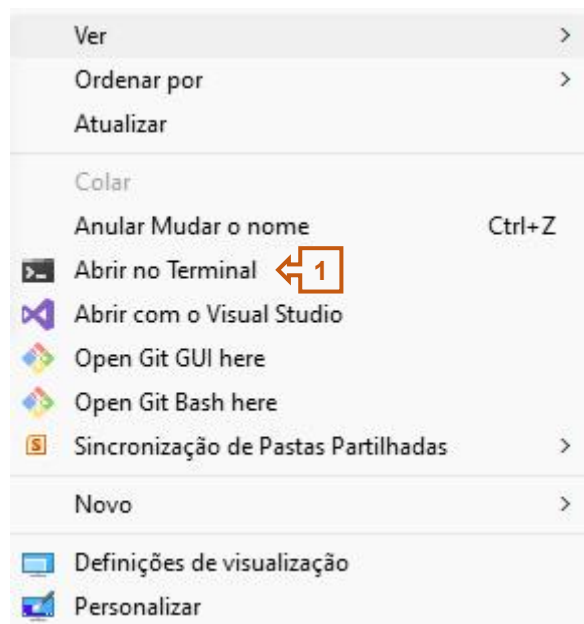 Ver
Ordenar por
Atualizar
Colar
Anular Mudar o nome Ctrl+Z
Abrir no Terminal 1
Abrir com o Visual Studio
Open Git GUI here
Open Git Bash here
S Sincronização de Pastas Partilhadas
Novo
Definições de visualização
Personalizar